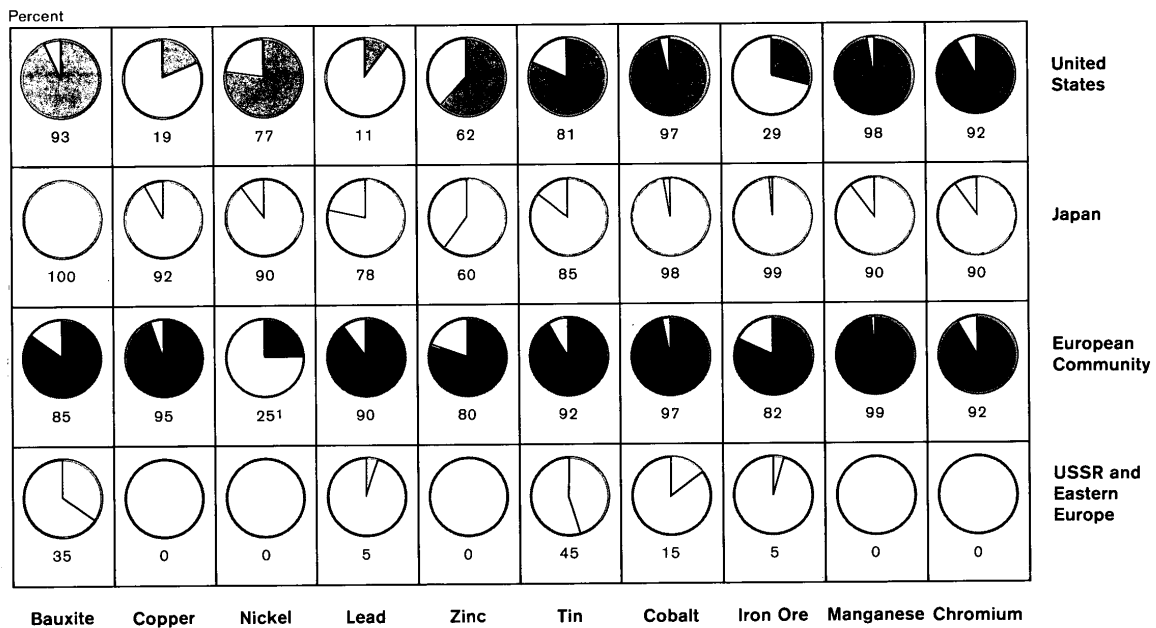 Percent
93 19 77 11 62 81 97 29 98 92
United
States
100 92 90 78 60 85 98 99 90 90
Japan
85 95 25¹ 90 80 92 97 82 99 92
European
Community
35 0 0 5 0 45 15 5 0 0
USSR and
Eastern
Europe
Bauxite Copper Nickel Lead Zinc Tin Cobalt Iron Ore Manganese Chromium